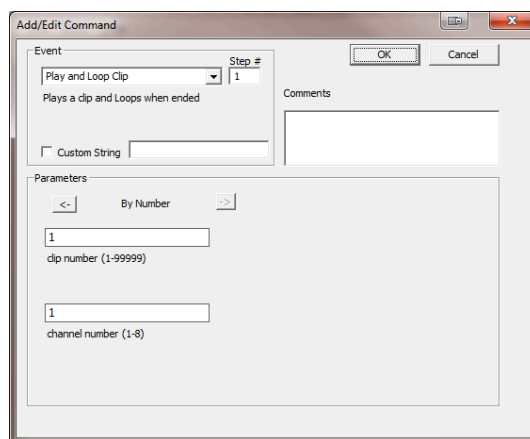 Add/Edit Command
Event
Step #
Play and Loop Clip
1
Plays a clip and Loops when ended
Custom String
OK
Cancel
Comments
Parameters
<-
By Number
->
1
clip number (1-99999)
1
channel number (1-8)